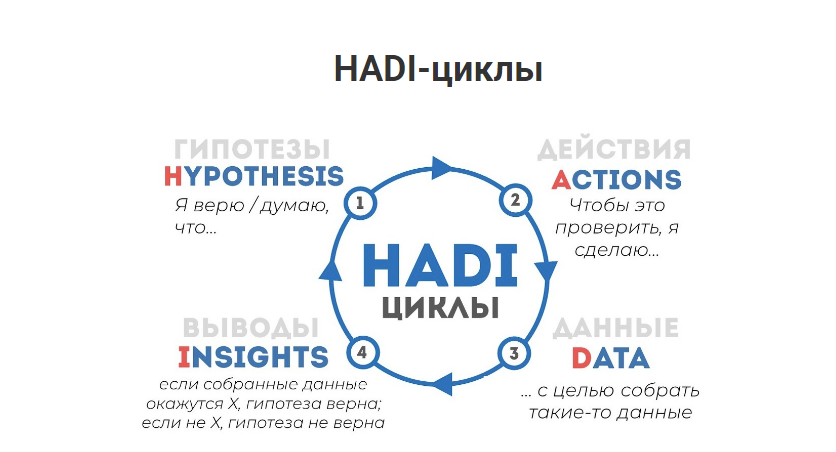 HADI-циклы
ГИПОТЕЗЫ
HYPOTHESIS
Я верю / думаю,
что...
1
ДЕЙСТВИЯ
ACTIONS
Чтобы это
проверить, я
сделаю...
2
HADI
ЦИКЛЫ
ВЫВОДЫ
INSIGHTS
если собранные данные
окажутся X, гипотеза верна;
если не X, гипотеза не верна
4
ДАННЫЕ
DATA
... с целью собрать
такие-то данные
3